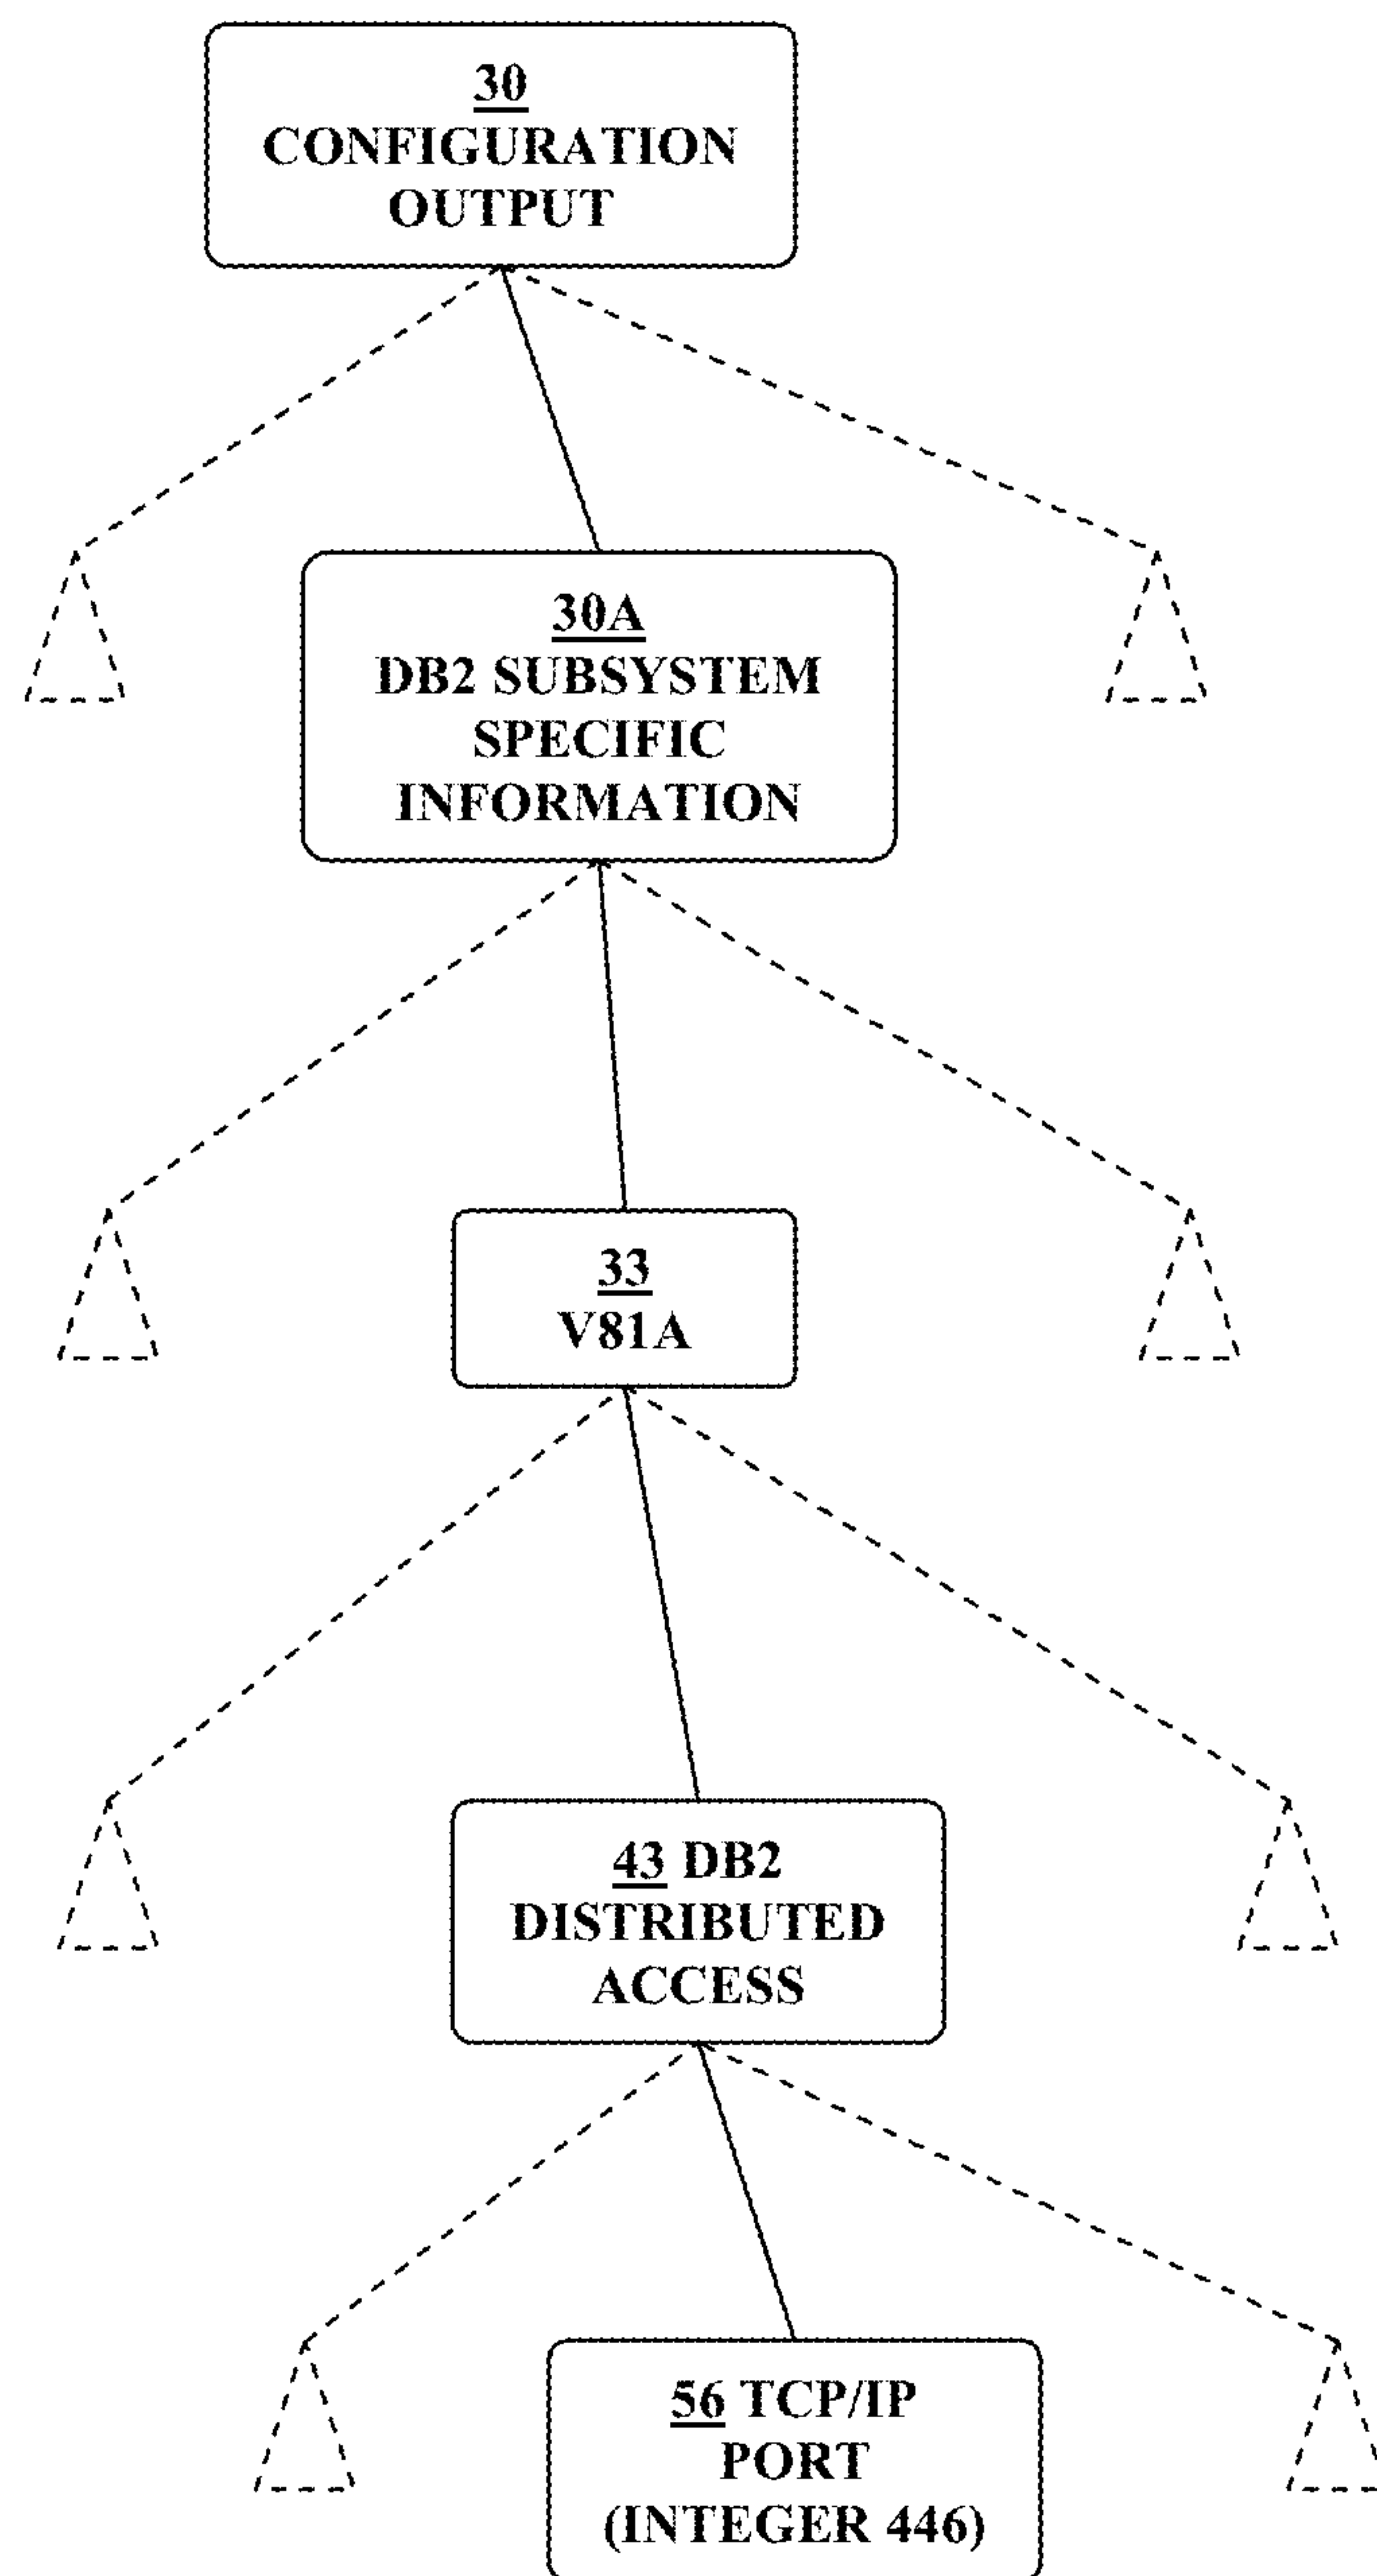 30
CONFIGURATION
OUTPUT
30A
DB2 SUBSYSTEM
SPECIFIC
INFORMATION
33
V81A
43 DB2
DISTRIBUTED
ACCESS
56 TCP/IP
PORT
(INTEGER 446)